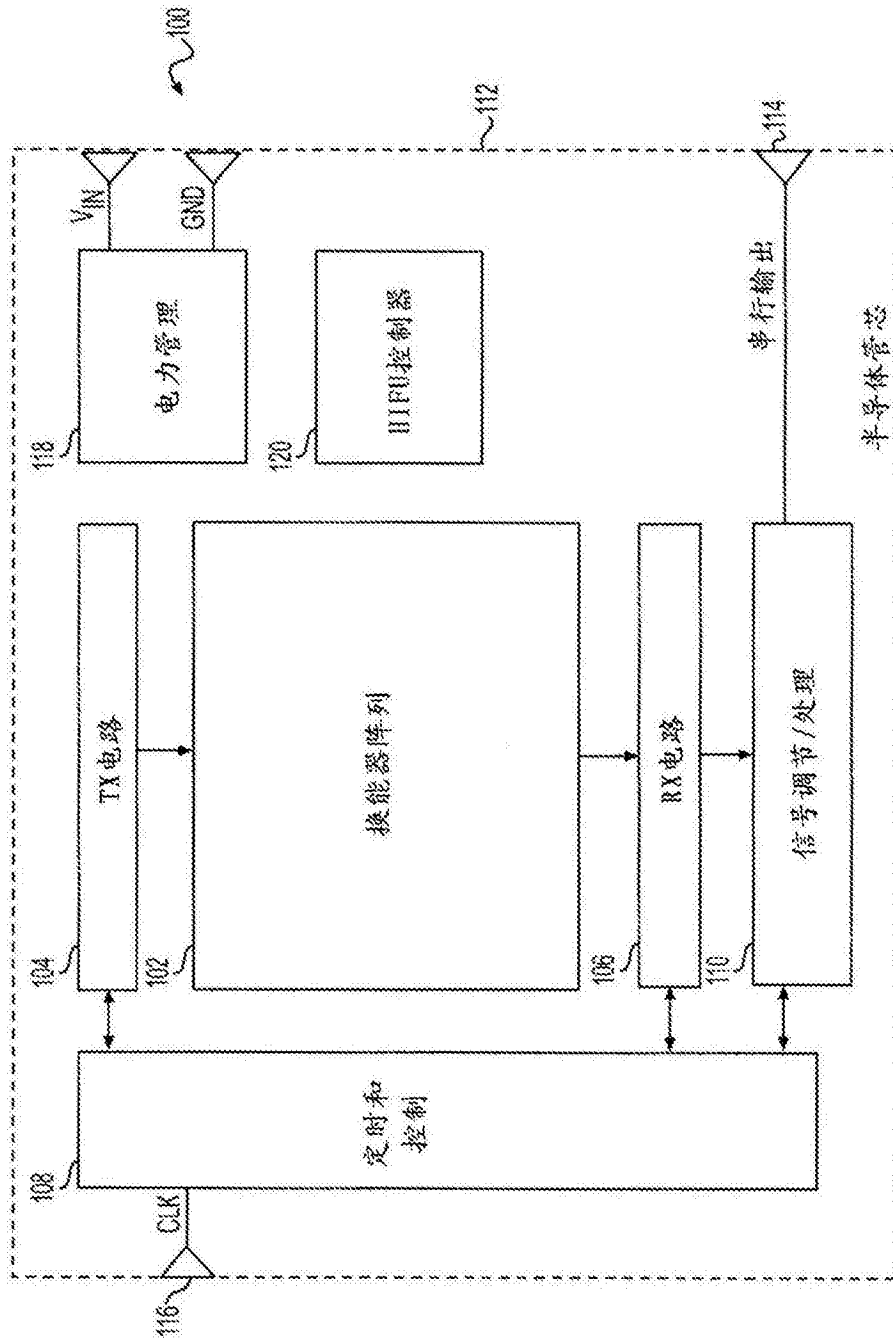 100
112
118
V_IN
GND
电力管理
120
HIFU控制器
104
TX电路
102
换能器阵列
106
RX电路
110
信号调节/处理
串行输出
114
半导体管芯
108
定时和
控制
CLK
116